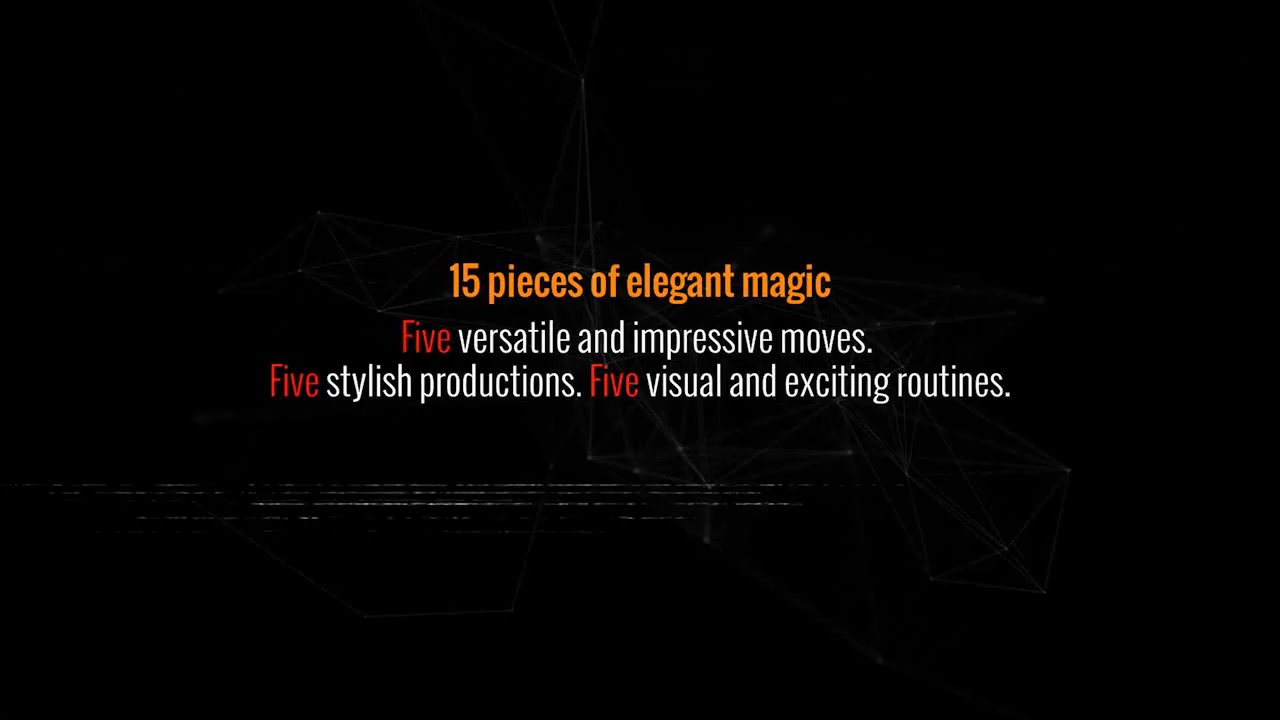 15 pieces of elegant magic
Five versatile and impressive moves.
Five stylish productions. Five visual and exciting routines.